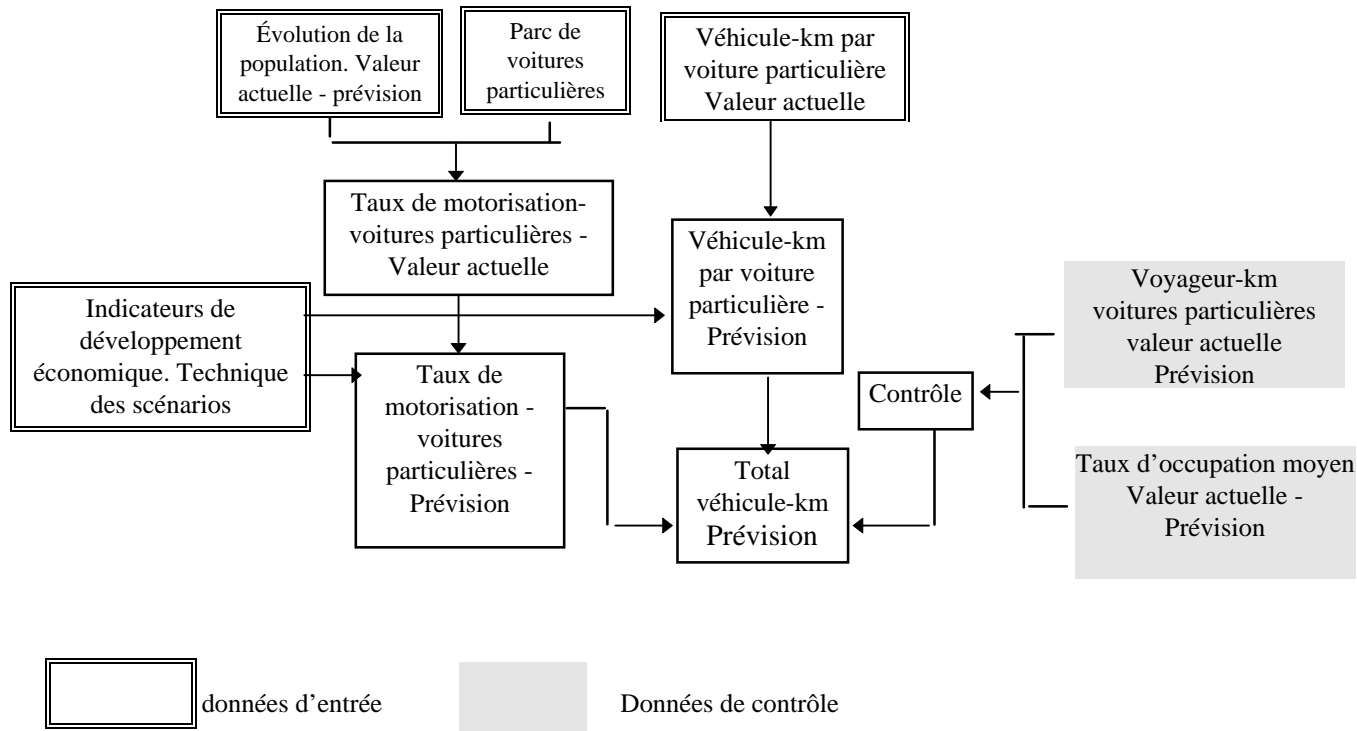 Évolution de la
population. Valeur
actuelle - prévision
Parc de
voitures
particulières
Véhicule-km par
voiture particulière
Valeur actuelle
Taux de motorisation-
voitures particulières -
Valeur actuelle
Véhicule-km
par voiture
particulière -
Prévision
Indicateurs de
développement
économique. Technique
des scénarios
Taux de
motorisation -
voitures
particulières -
Prévision
Total
véhicule-km
Prévision
Contrôle
Voyageur-km
voitures particulières
valeur actuelle
Prévision
Taux d’occupation moyen
Valeur actuelle -
Prévision
données d’entrée
Données de contrôle